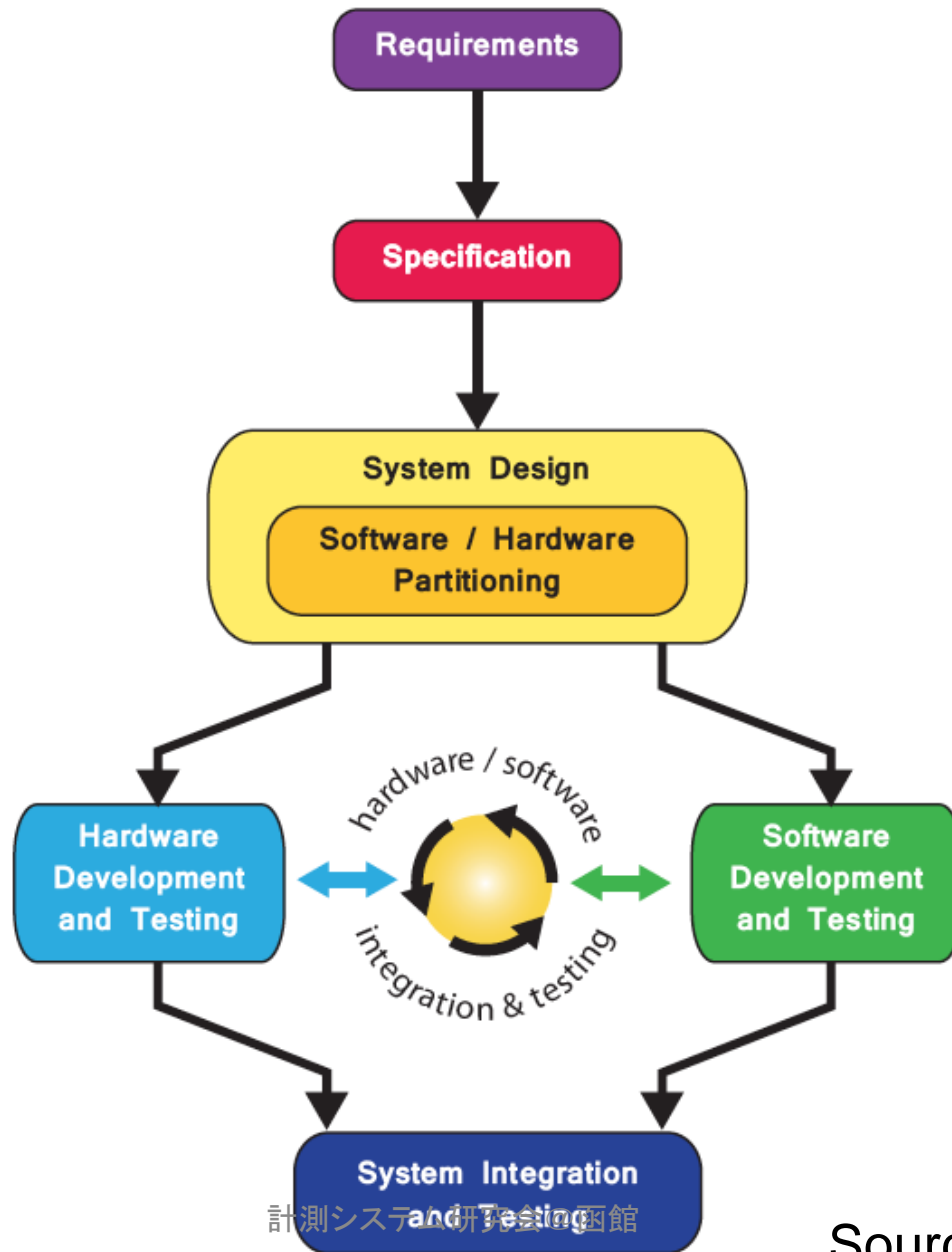 Requirements
Specification
System Design
Software / Hardware
Partitioning
hardware / software
Hardware
Development
and Testing
Software
Development
and Testing
integration & testing
System Integration
and Testing
計測システム研究会@函館